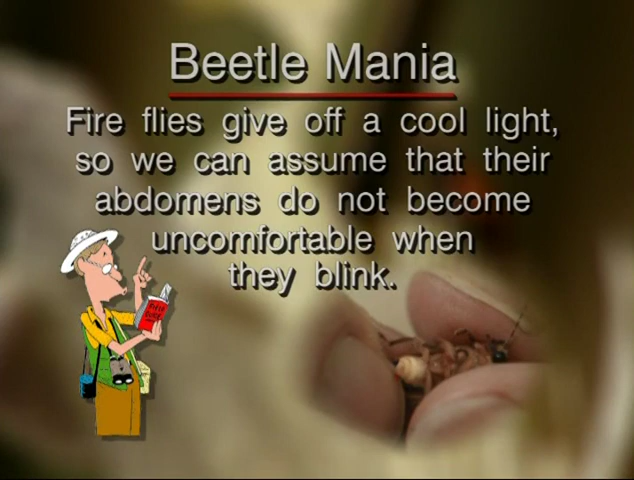 Beetle Mania
Fire flies give off a cool light,
so we can assume that their
abdomens do not become
uncomfortable when
they blink.